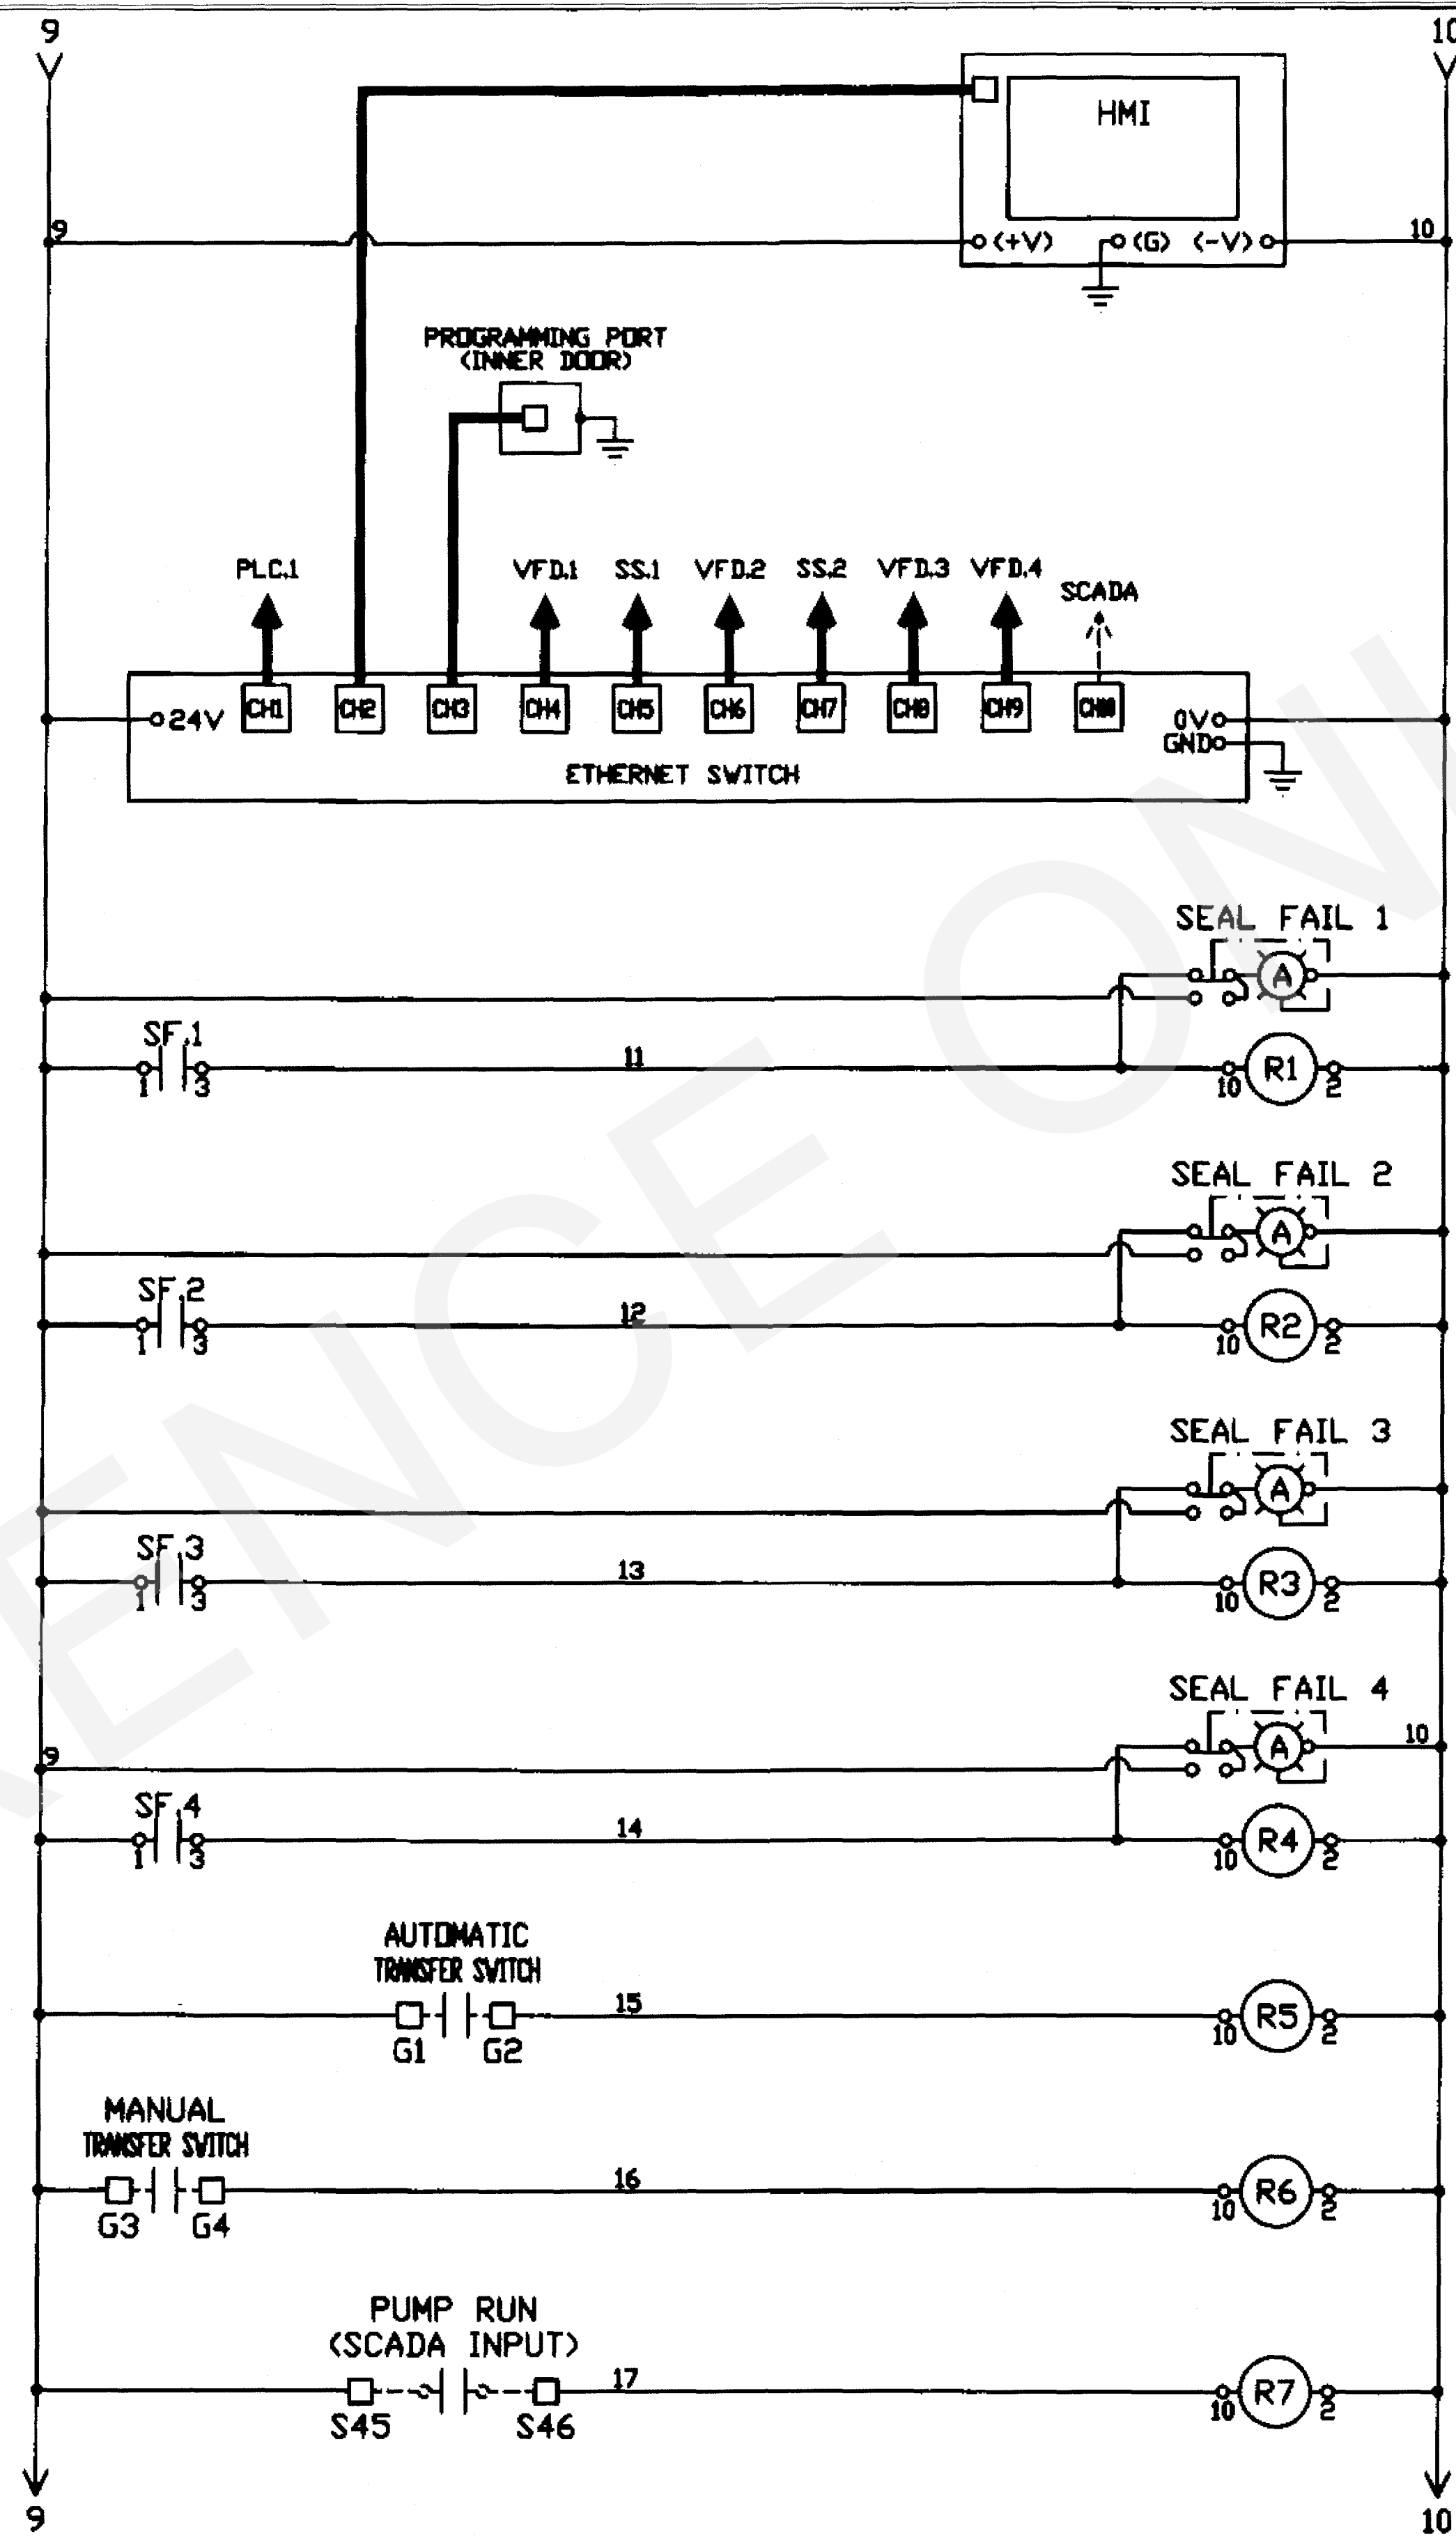 9
10
HMI
9
(+V)
(G)
(-V)
10
PROGRAMMING PORT
(INNER DOOR)
PLC.1
VFD.1
SS.1
VFD.2
SS.2
VFD.3
VFD.4
SCADA
24V
CH1
CH2
CH3
CH4
CH5
CH6
CH7
CH8
CH9
CH10
0V
GND
ETHERNET SWITCH
SEAL FAIL 1
A
SF.1
1
3
11
10
R1
2
SEAL FAIL 2
A
SF.2
1
3
12
10
R2
2
SEAL FAIL 3
A
SF.3
1
3
13
10
R3
2
SEAL FAIL 4
9
A
10
SF.4
1
3
14
10
R4
2
AUTOMATIC
TRANSFER SWITCH
G1
G2
15
10
R5
2
MANUAL
TRANSFER SWITCH
G3
G4
16
10
R6
2
PUMP RUN
(SCADA INPUT)
S45
S46
17
10
R7
2
9
10